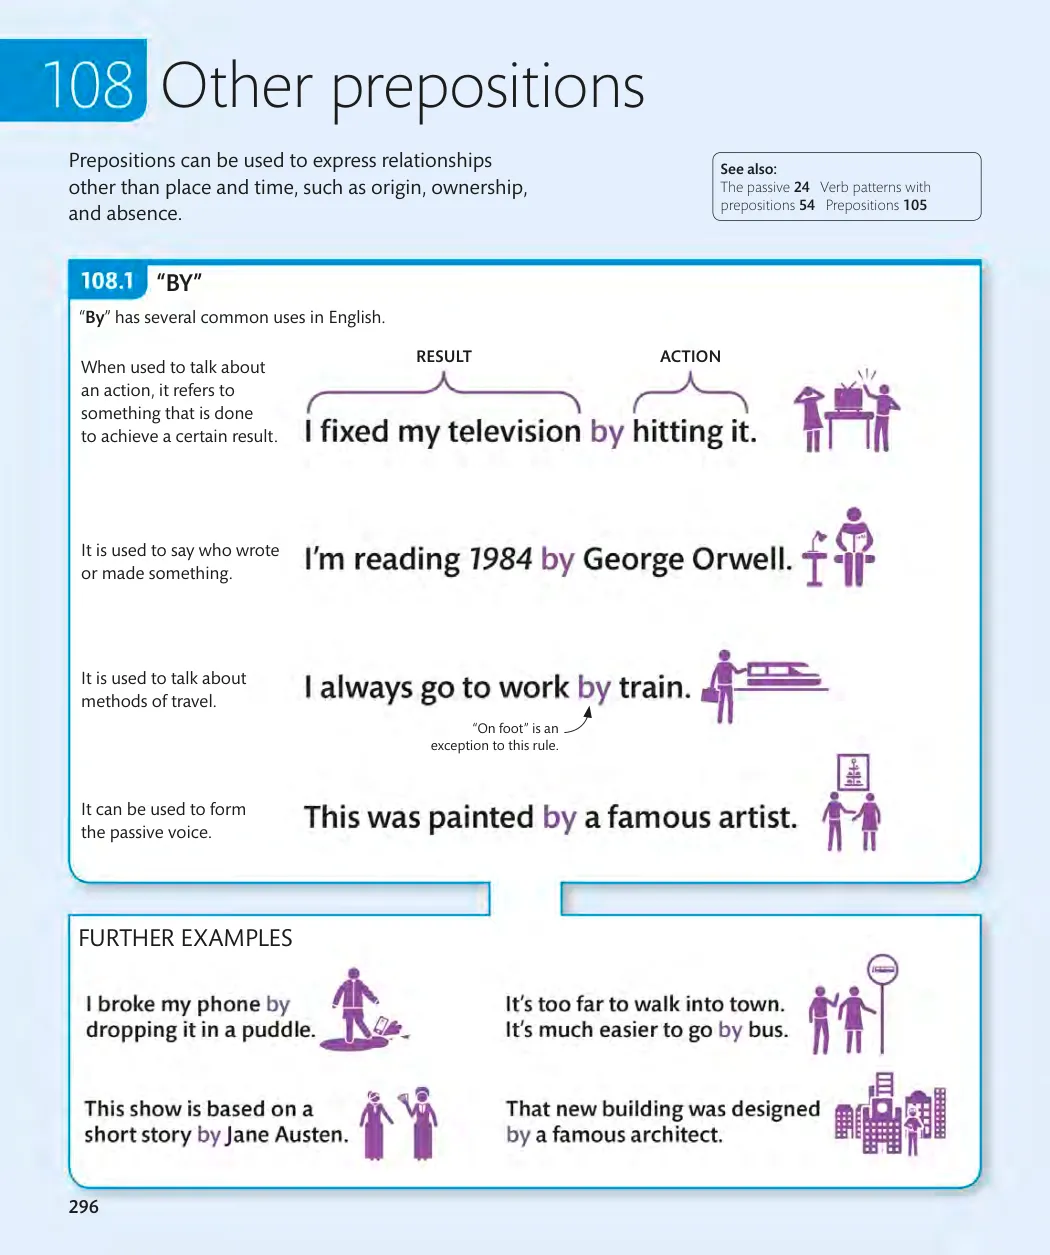 108 Other prepositions
Prepositions can be used to express relationships
other than place and time, such as origin, ownership,
and absence.
See also:
The passive 24 Verb patterns with
prepositions 54 Prepositions 105
108.1 “BY”
“By” has several common uses in English.
When used to talk about
an action, it refers to
something that is done
to achieve a certain result.
RESULT ACTION
I fixed my television by hitting it.
It is used to say who wrote
or made something.
I’m reading 1984 by George Orwell.
It is used to talk about
methods of travel.
I always go to work by train.
“On foot” is an
exception to this rule.
It can be used to form
the passive voice.
This was painted by a famous artist.
FURTHER EXAMPLES
I broke my phone by
dropping it in a puddle.
It’s too far to walk into town.
It’s much easier to go by bus.
This show is based on a
short story by Jane Austen.
That new building was designed
by a famous architect.
296